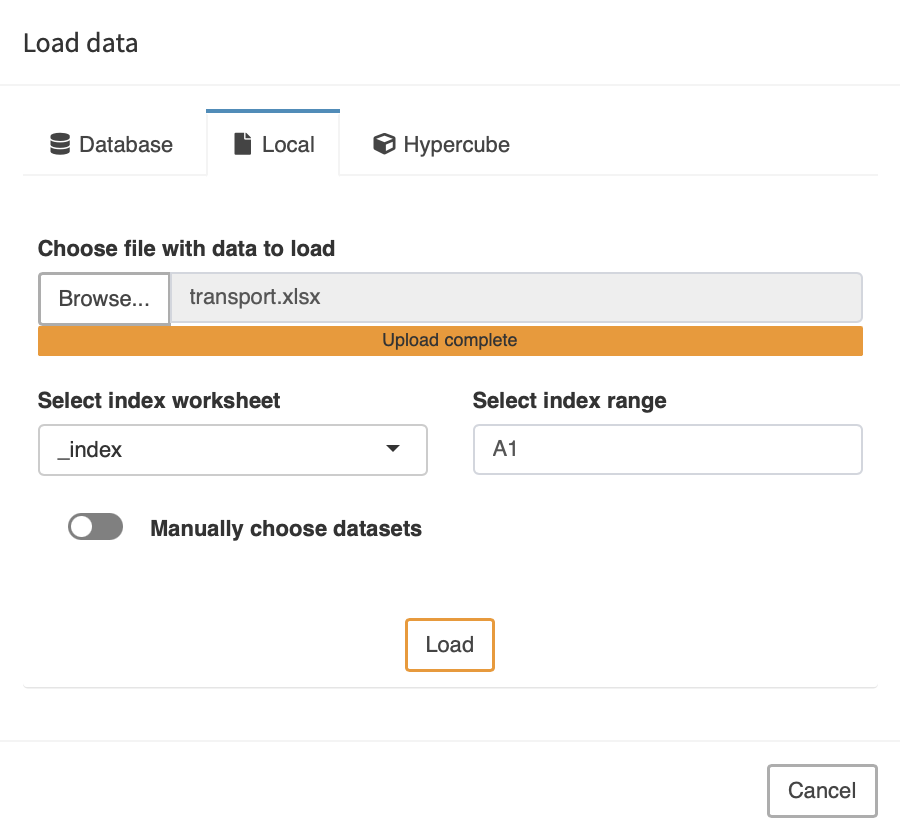 Load data
Database Local Hypercube
Choose file with data to load
Browse... transport.xlsx
Upload complete
Select index worksheet Select index range
_index A1
Manually choose datasets
Load
Cancel